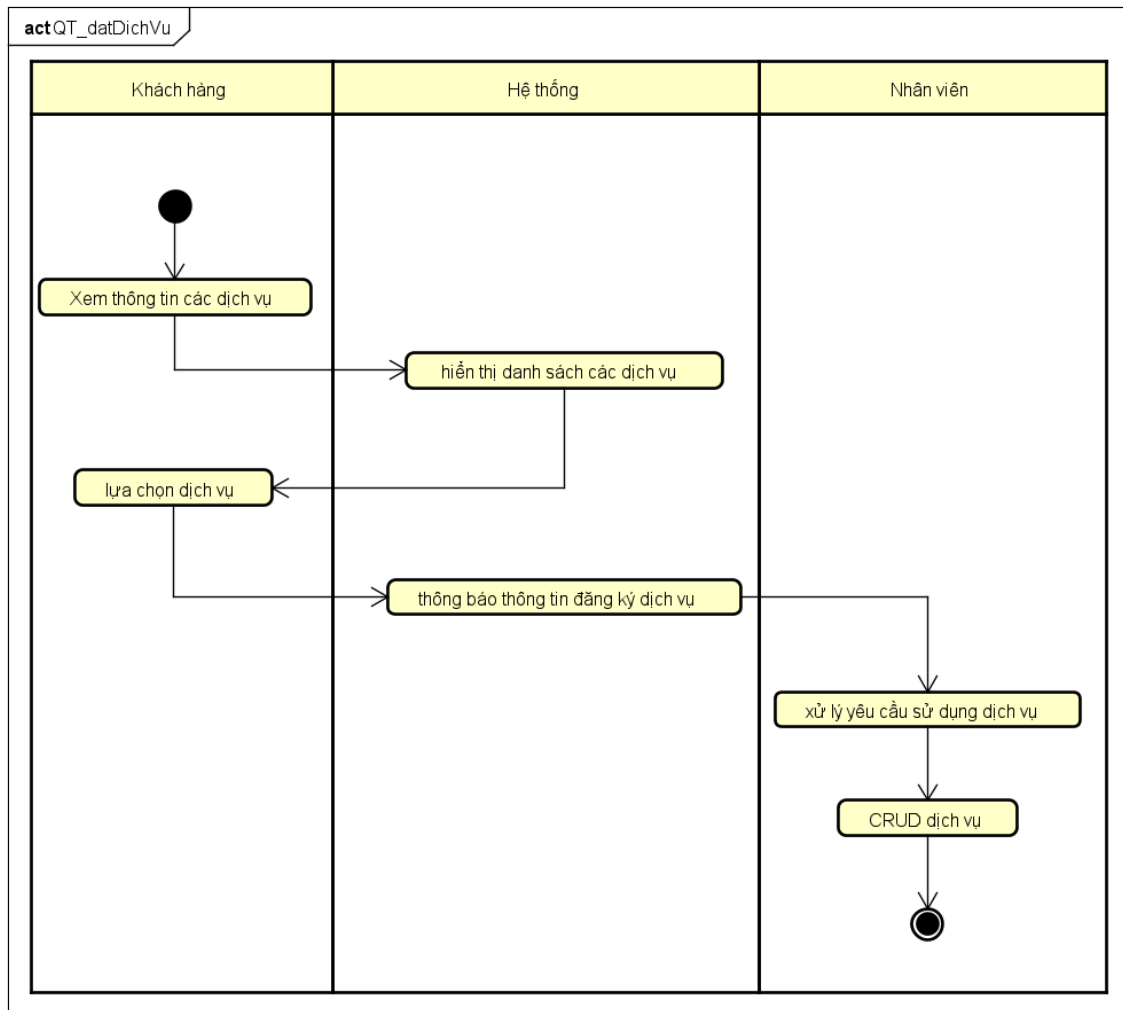 act QT_datDichVu
Khách hàng
Hệ thống
Nhân viên
Xem thông tin các dịch vụ
hiển thị danh sách các dịch vụ
lựa chọn dịch vụ
thông báo thông tin đăng ký dịch vụ
xử lý yêu cầu sử dụng dịch vụ
CRUD dịch vụ